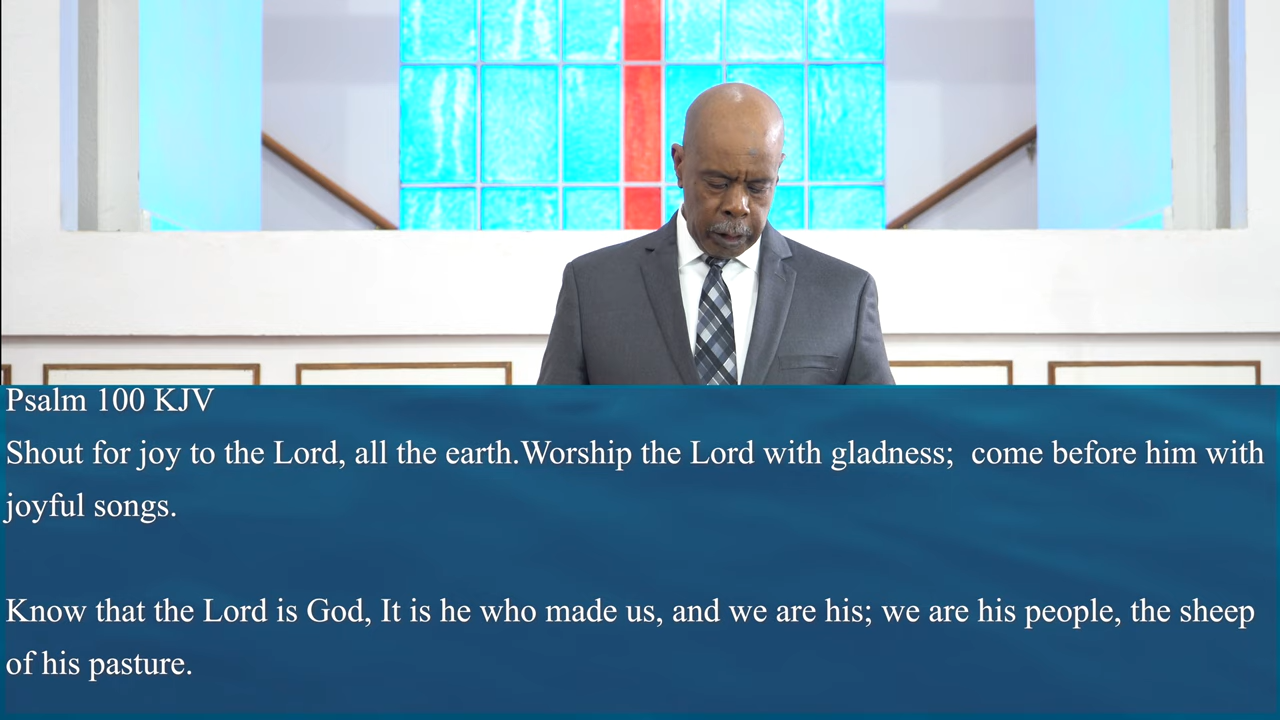 Psalm 100 KJV
Shout for joy to the Lord, all the earth.Worship the Lord with gladness;  come before him with
joyful songs.
Know that the Lord is God, It is he who made us, and we are his; we are his people, the sheep
of his pasture.